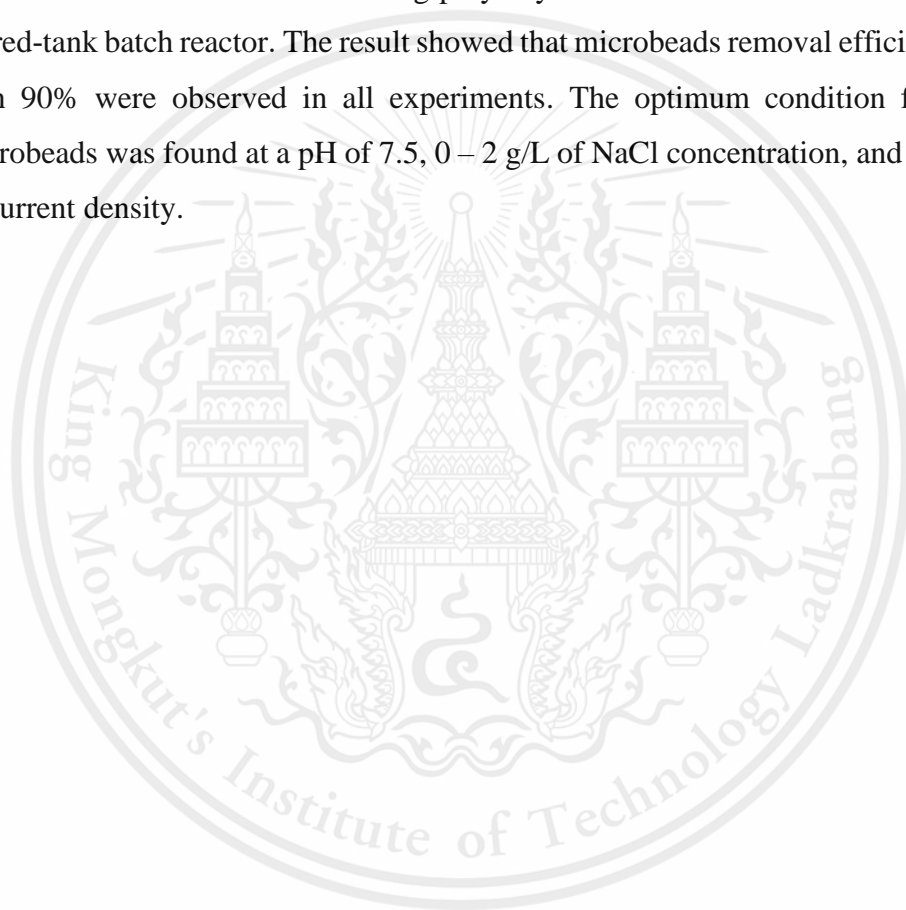 red-tank batch reactor. The result showed that microbeads removal effici
90% were observed in all experiments. The optimum condition f
robeads was found at a pH of 7.5, 0 – 2 g/L of NaCl concentration, and
urrent density.
King Mongkut's Institute of Technology Ladkrabang